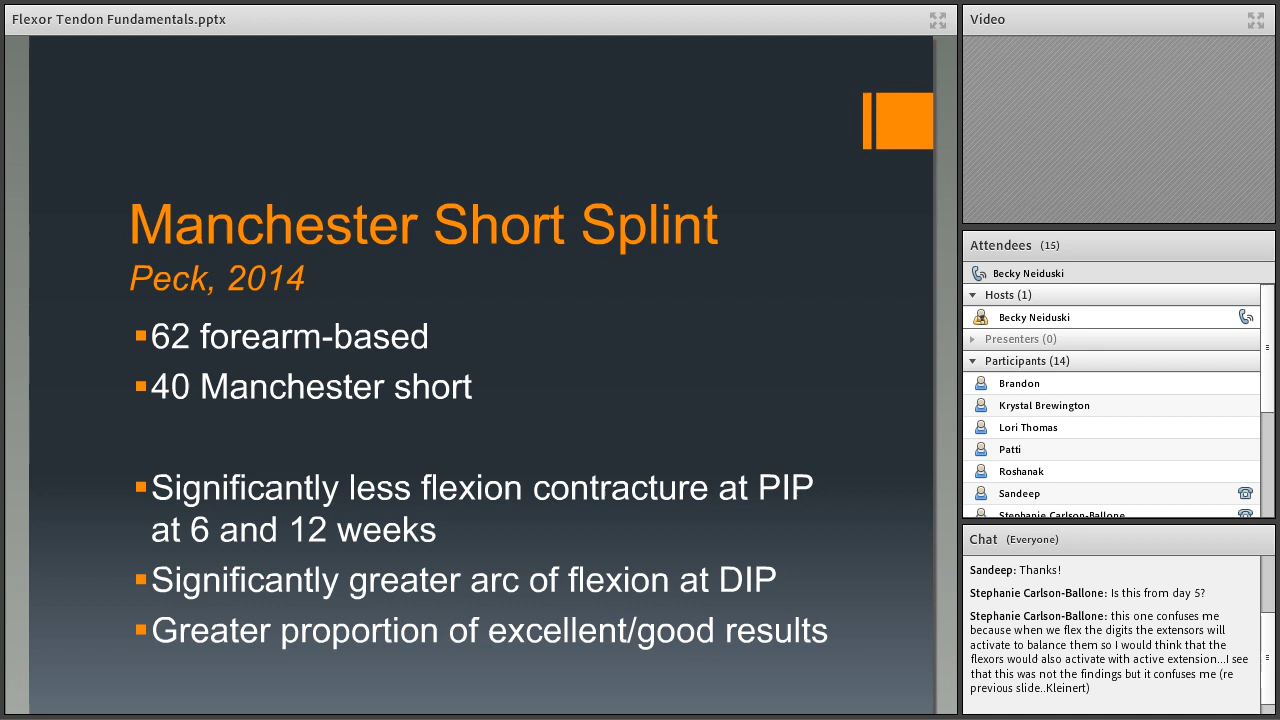 Flexor Tendon Fundamentals.pptx
Manchester Short Splint
Peck, 2014
62 forearm-based
40 Manchester short
Significantly less flexion contracture at PIP
at 6 and 12 weeks
Significantly greater arc of flexion at DIP
Greater proportion of excellent/good results
Video
Attendees (15)
Becky Neiduski
Hosts (1)
Becky Neiduski
Presenters (0)
Participants (14)
Brandon
Krystal Brewington
Lori Thomas
Patti
Roshanak
Sandeep
Stephanie Carlson-Ballone
Chat (Everyone)
Sandeep: Thanks!
Stephanie Carlson-Ballone: Is this from day 5?
Stephanie Carlson-Ballone: this one confuses me
because when we flex the digits the extensors will
activate to balance them so I would think that the
flexors would also activate with active extension...I see
that this was not the findings but it confuses me (re
previous slide..Kleinert)